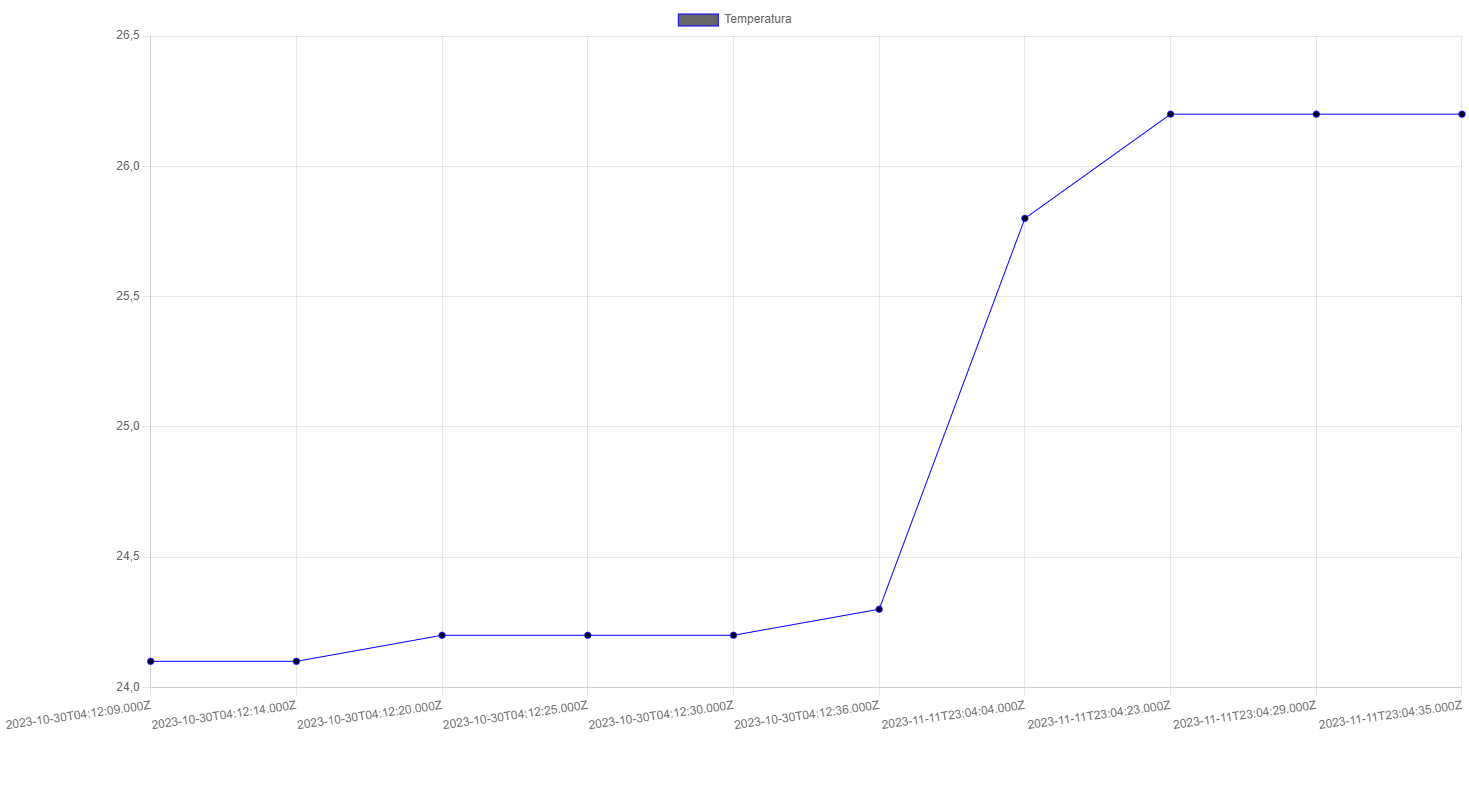 Temperatura
26,5
26,0
25,5
25,0
24,5
24,0
2023-10-30T04:12:09.000Z
2023-10-30T04:12:14.000Z
2023-10-30T04:12:20.000Z
2023-10-30T04:12:25.000Z
2023-10-30T04:12:30.000Z
2023-10-30T04:12:36.000Z
2023-11-11T23:04:04.000Z
2023-11-11T23:04:23.000Z
2023-11-11T23:04:29.000Z
2023-11-11T23:04:35.000Z